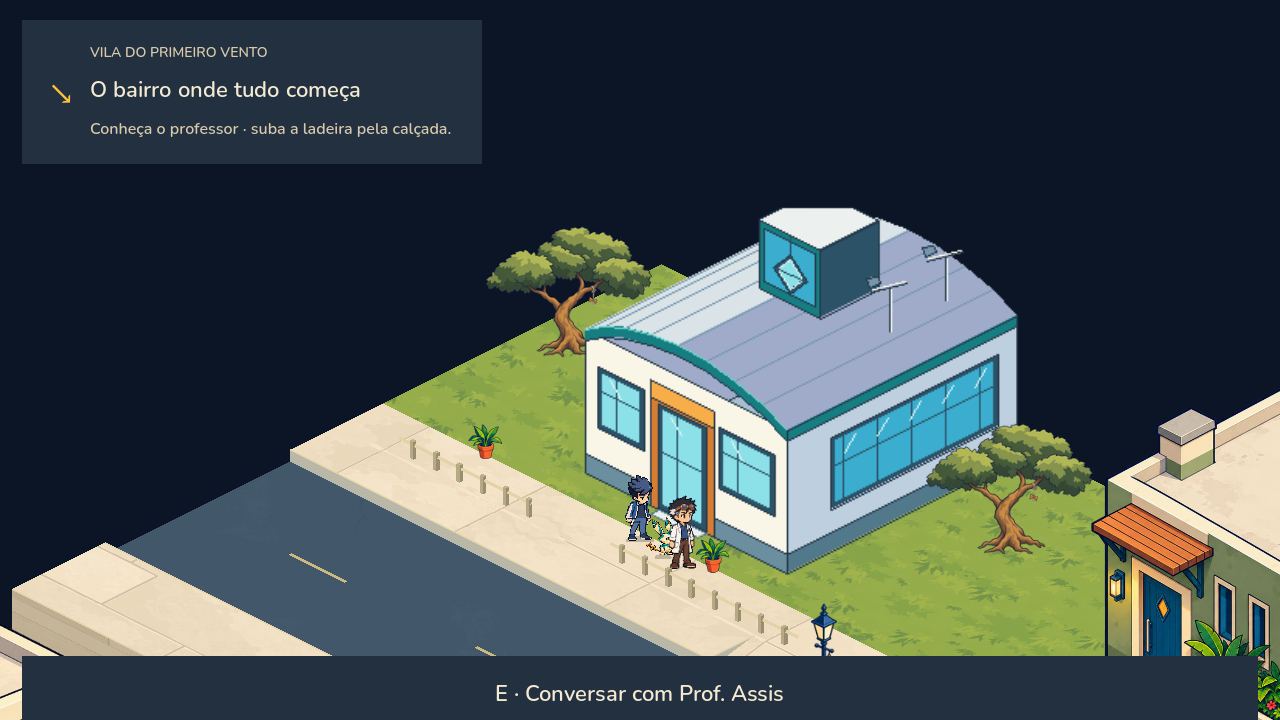 VILA DO PRIMEIRO VENTO
O bairro onde tudo começa
Conheça o professor · suba a ladeira pela calçada.
E · Conversar com Prof. Assis